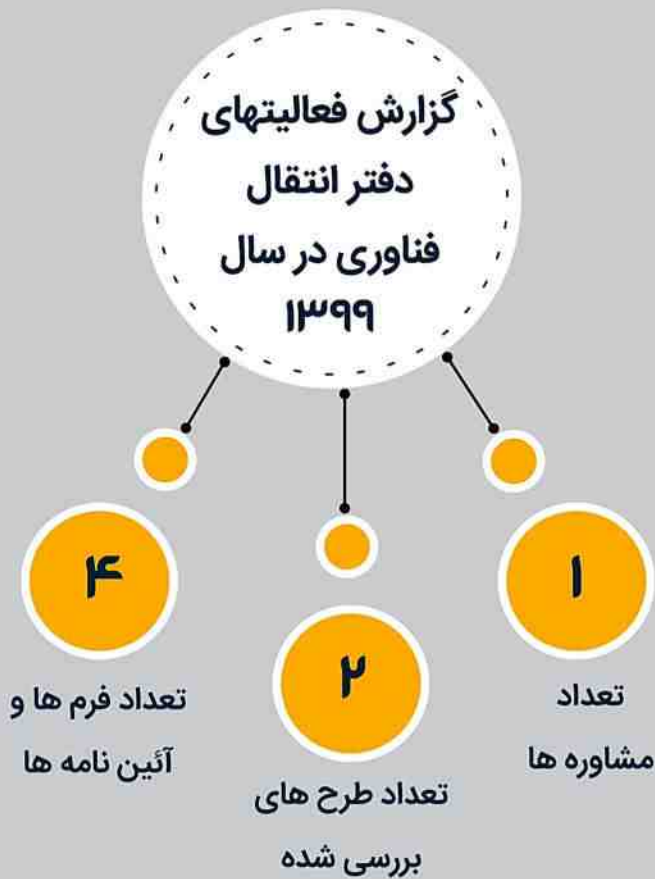 گزارش فعالیتهای
دفتر انتقال
فناوری در سال
۱۳۹۹
۱
تعداد
مشاوره ها
۲
تعداد طرح های
بررسی شده
۴
تعداد فرم ها و
آئین نامه ها